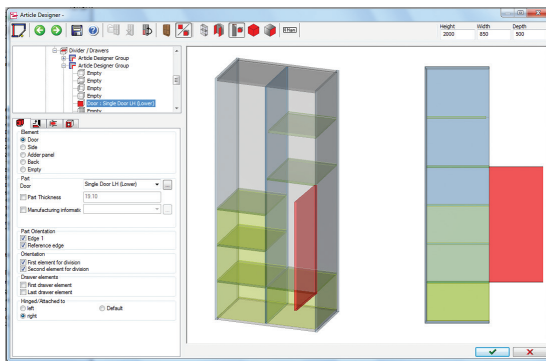 Article Designer -
Height Width Depth
2000 850 500
Divider / Drawers
Article Designer Group
Article Designer Group
Empty
Empty
Empty
Door : Single Door LH (Lower)
Empty
Element
Door
Side
Adder panel
Back
Empty
Part
Door Single Door LH (Lower) ...
Part Thickness 19.10
Manufacturing informatic ...
Part Orientation
Edge 1
Reference edge
Orientation
First element for division
Second element for division
Drawer elements
First drawer element
Last drawer element
Hinged/Attached to
left Default
right